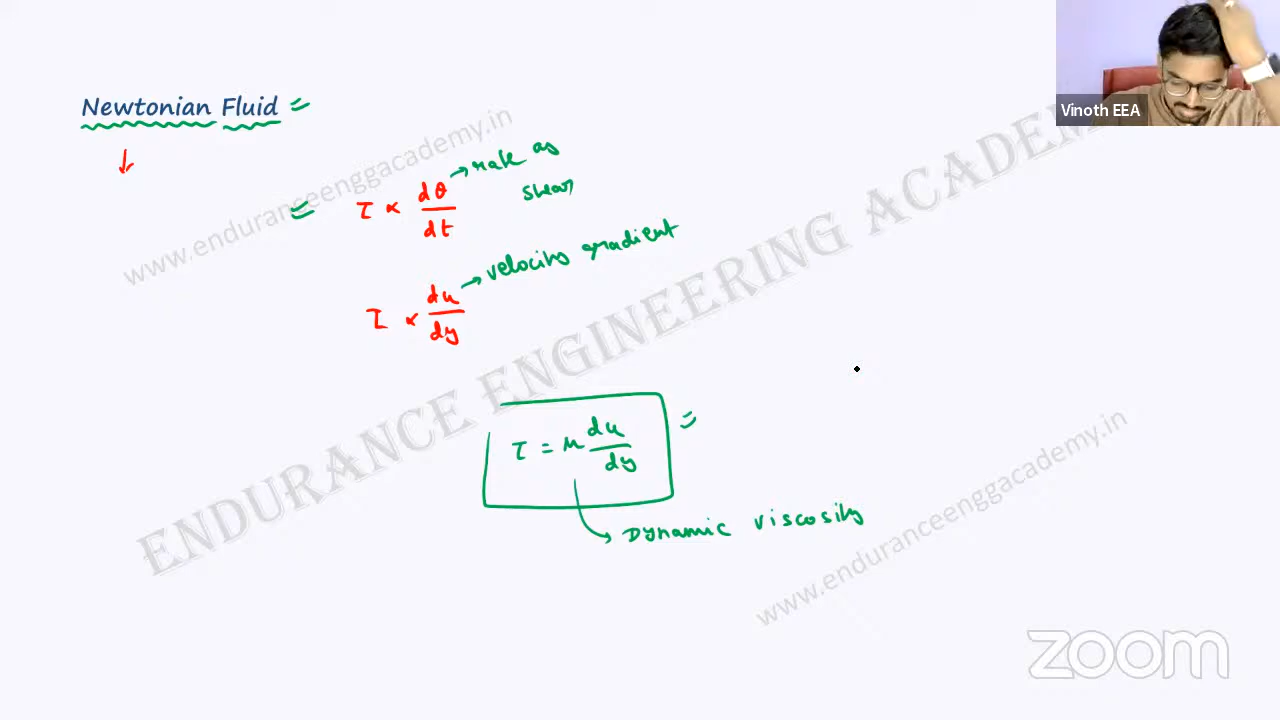 Vinoth EEA
Newtonian Fluid =
www.enduranceenggacademy.in
ENDURANCE ENGINEERING ACADEMY
= τ ∝ dθ/dt → rate as
shear
τ ∝ du/dy → velocity gradient
τ = μ du/dy =
→ Dynamic viscosity
www.enduranceenggacademy.in
zoom